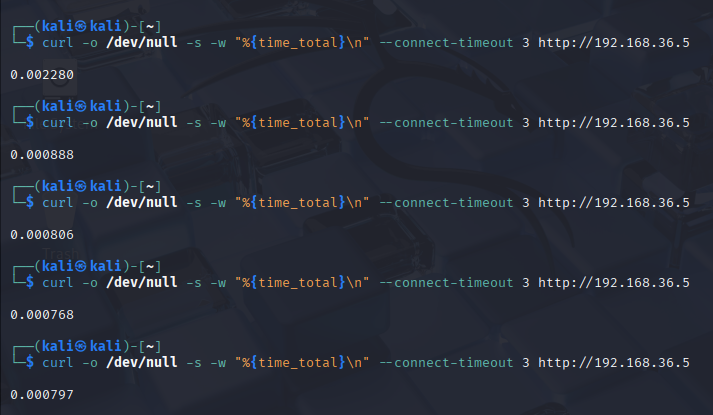 ┌──(kali㉿kali)-[~]
└─$ curl -o /dev/null -s -w "%{time_total}\n" --connect-timeout 3 http://192.168.36.5
0.002280
┌──(kali㉿kali)-[~]
└─$ curl -o /dev/null -s -w "%{time_total}\n" --connect-timeout 3 http://192.168.36.5
0.000888
┌──(kali㉿kali)-[~]
└─$ curl -o /dev/null -s -w "%{time_total}\n" --connect-timeout 3 http://192.168.36.5
0.000806
┌──(kali㉿kali)-[~]
└─$ curl -o /dev/null -s -w "%{time_total}\n" --connect-timeout 3 http://192.168.36.5
0.000768
┌──(kali㉿kali)-[~]
└─$ curl -o /dev/null -s -w "%{time_total}\n" --connect-timeout 3 http://192.168.36.5
0.000797